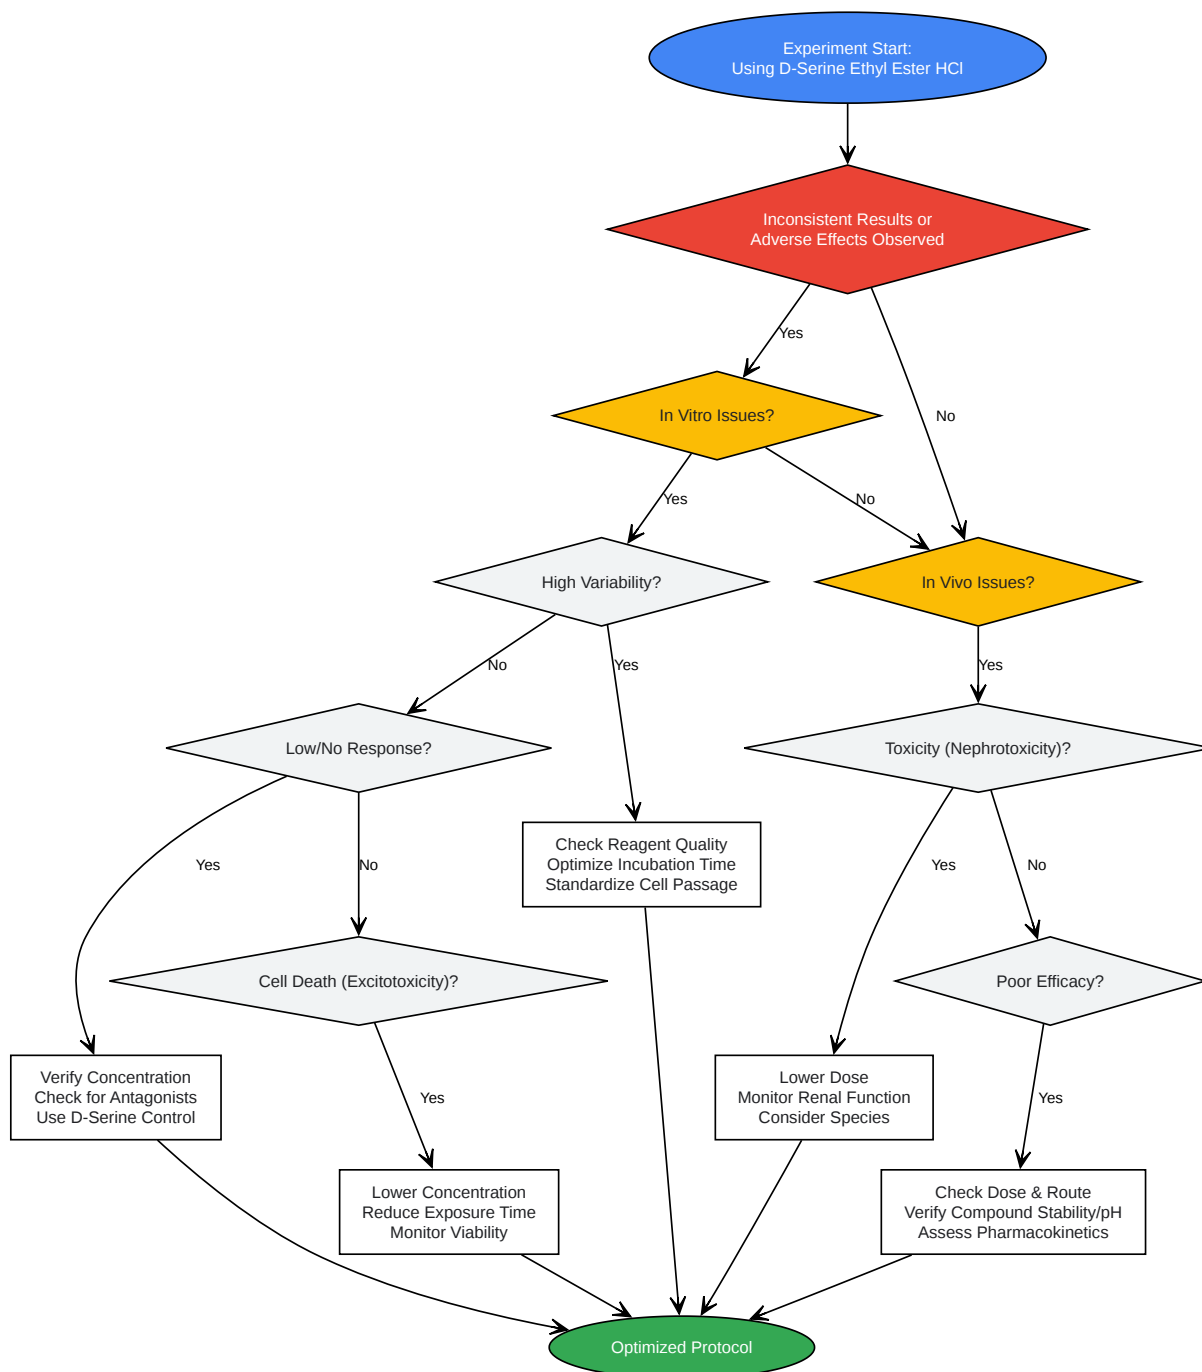 Experiment Start:
Using D-Serine Ethyl Ester HCl
Inconsistent Results or
Adverse Effects Observed
Yes
In Vitro Issues?
No
Yes
No
High Variability?
In Vivo Issues?
No
Yes
Yes
Low/No Response?
Toxicity (Nephrotoxicity)?
Yes
No
Check Reagent Quality
Optimize Incubation Time
Standardize Cell Passage
Yes
No
Cell Death (Excitotoxicity)?
Poor Efficacy?
Verify Concentration
Check for Antagonists
Use D-Serine Control
Yes
Lower Dose
Monitor Renal Function
Consider Species
Yes
Lower Concentration
Reduce Exposure Time
Monitor Viability
Check Dose & Route
Verify Compound Stability/pH
Assess Pharmacokinetics
Optimized Protocol